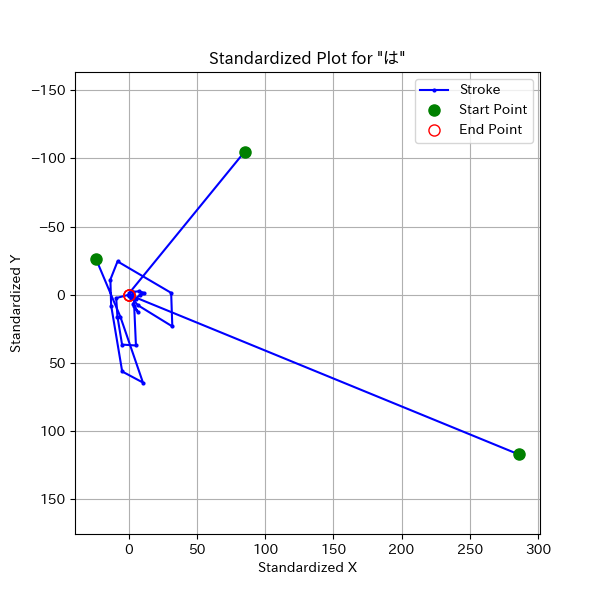 Standardized Plot for "は"
Stroke
Start Point
End Point
−150
−100
−50
0
50
100
150
Standardized Y
0 50 100 150 200 250 300
Standardized X